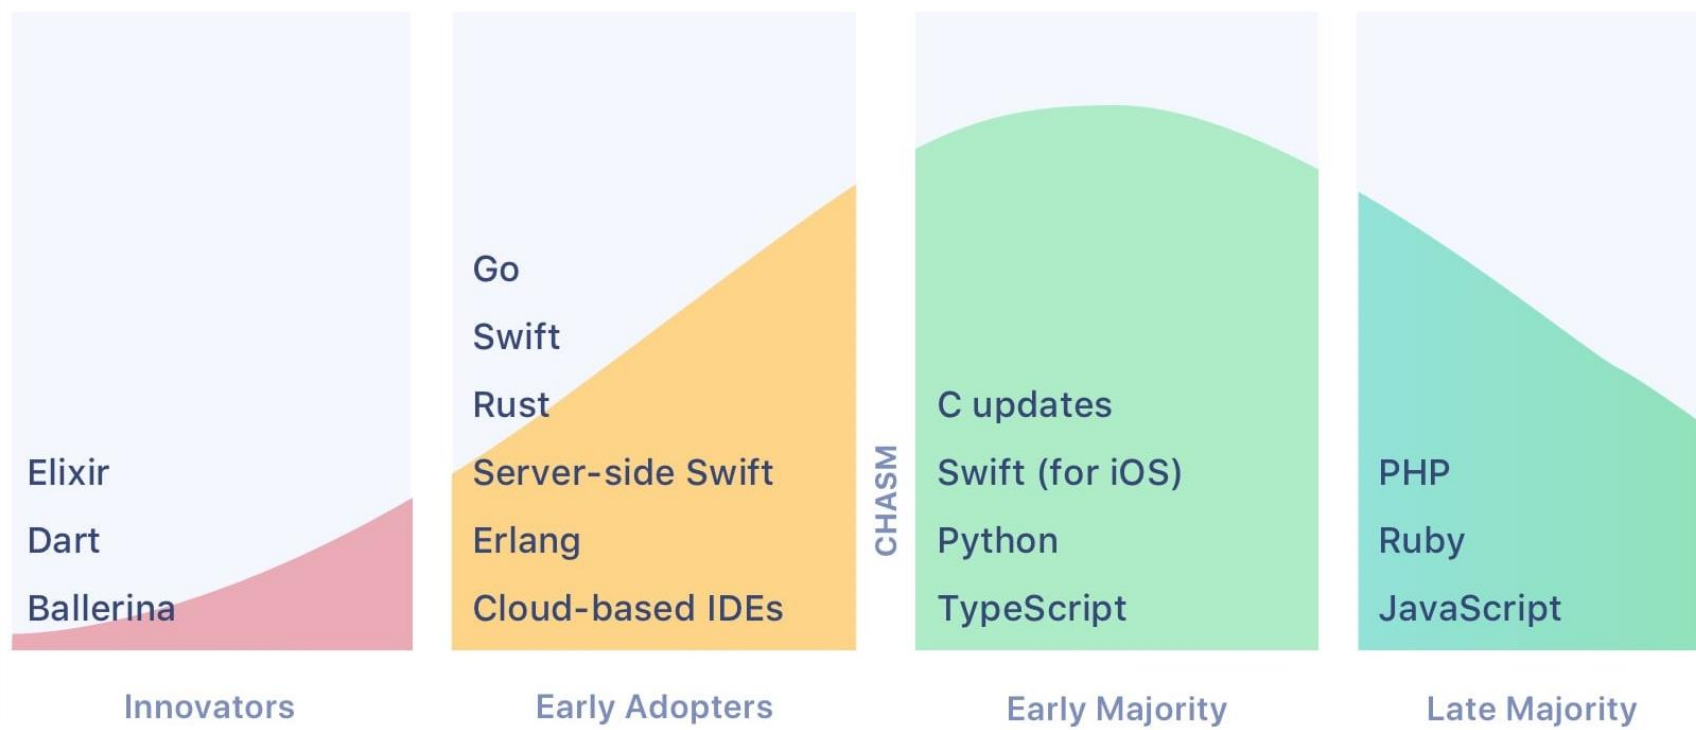 Elixir
Dart
Ballerina
Innovators
Go
Swift
Rust
Server-side Swift
Erlang
Cloud-based IDEs
Early Adopters
CHASM
C updates
Swift (for iOS)
Python
TypeScript
Early Majority
PHP
Ruby
JavaScript
Late Majority